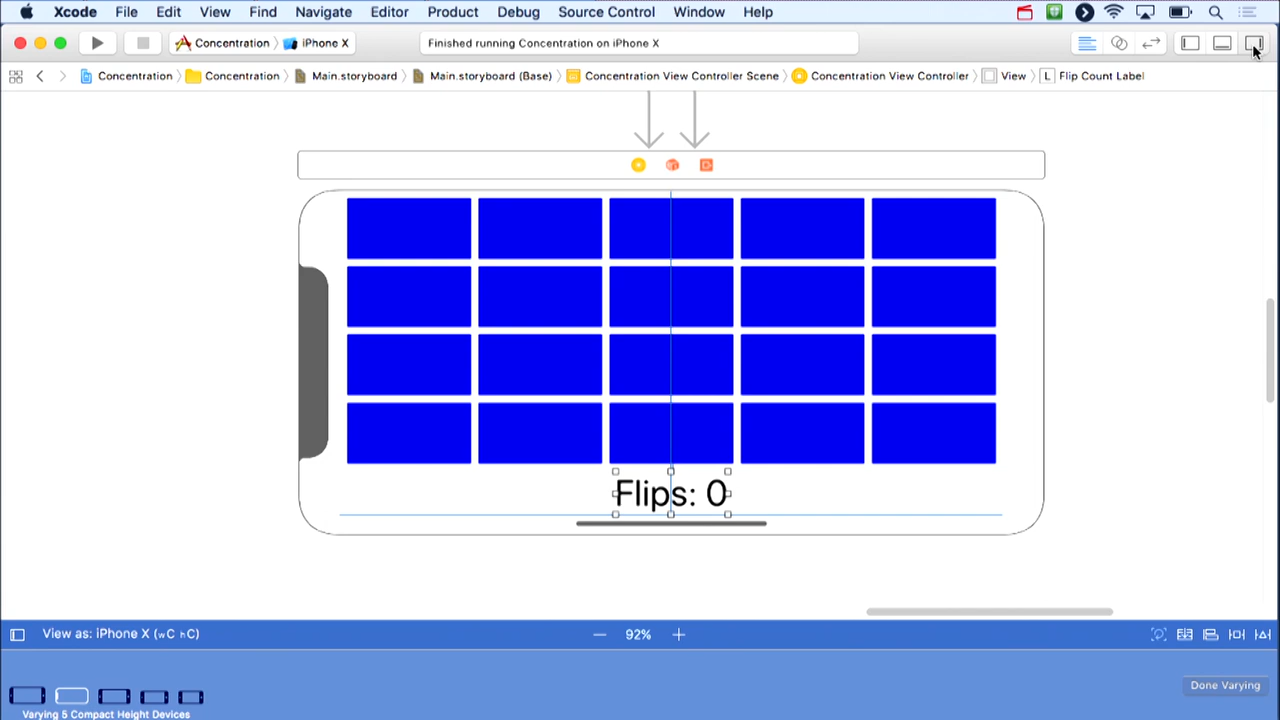 Xcode File Edit View Find Navigate Editor Product Debug Source Control Window Help
Concentration iPhone X Finished running Concentration on iPhone X
Concentration Concentration Main.storyboard Main.storyboard (Base) Concentration View Controller Scene Concentration View Controller View L Flip Count Label
Flips: 0
View as: iPhone X (wC hC) 92%
Done Varying
Varying 5 Compact Height Devices